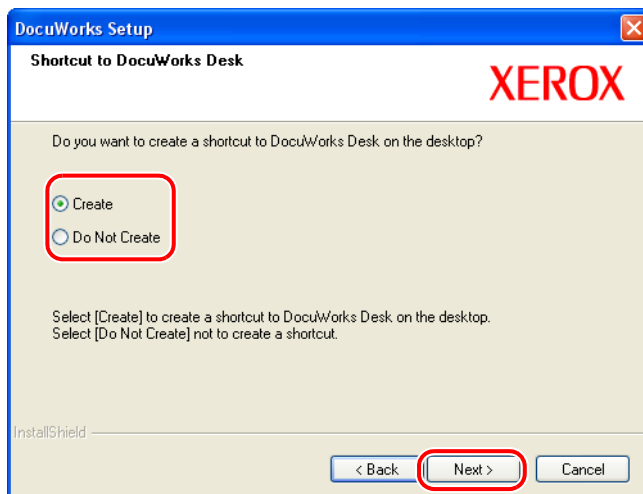 DocuWorks Setup
Shortcut to DocuWorks Desk
XEROX
Do you want to create a shortcut to DocuWorks Desk on the desktop?
Create
Do Not Create
Select [Create] to create a shortcut to DocuWorks Desk on the desktop.
Select [Do Not Create] not to create a shortcut.
InstallShield
< Back Next > Cancel